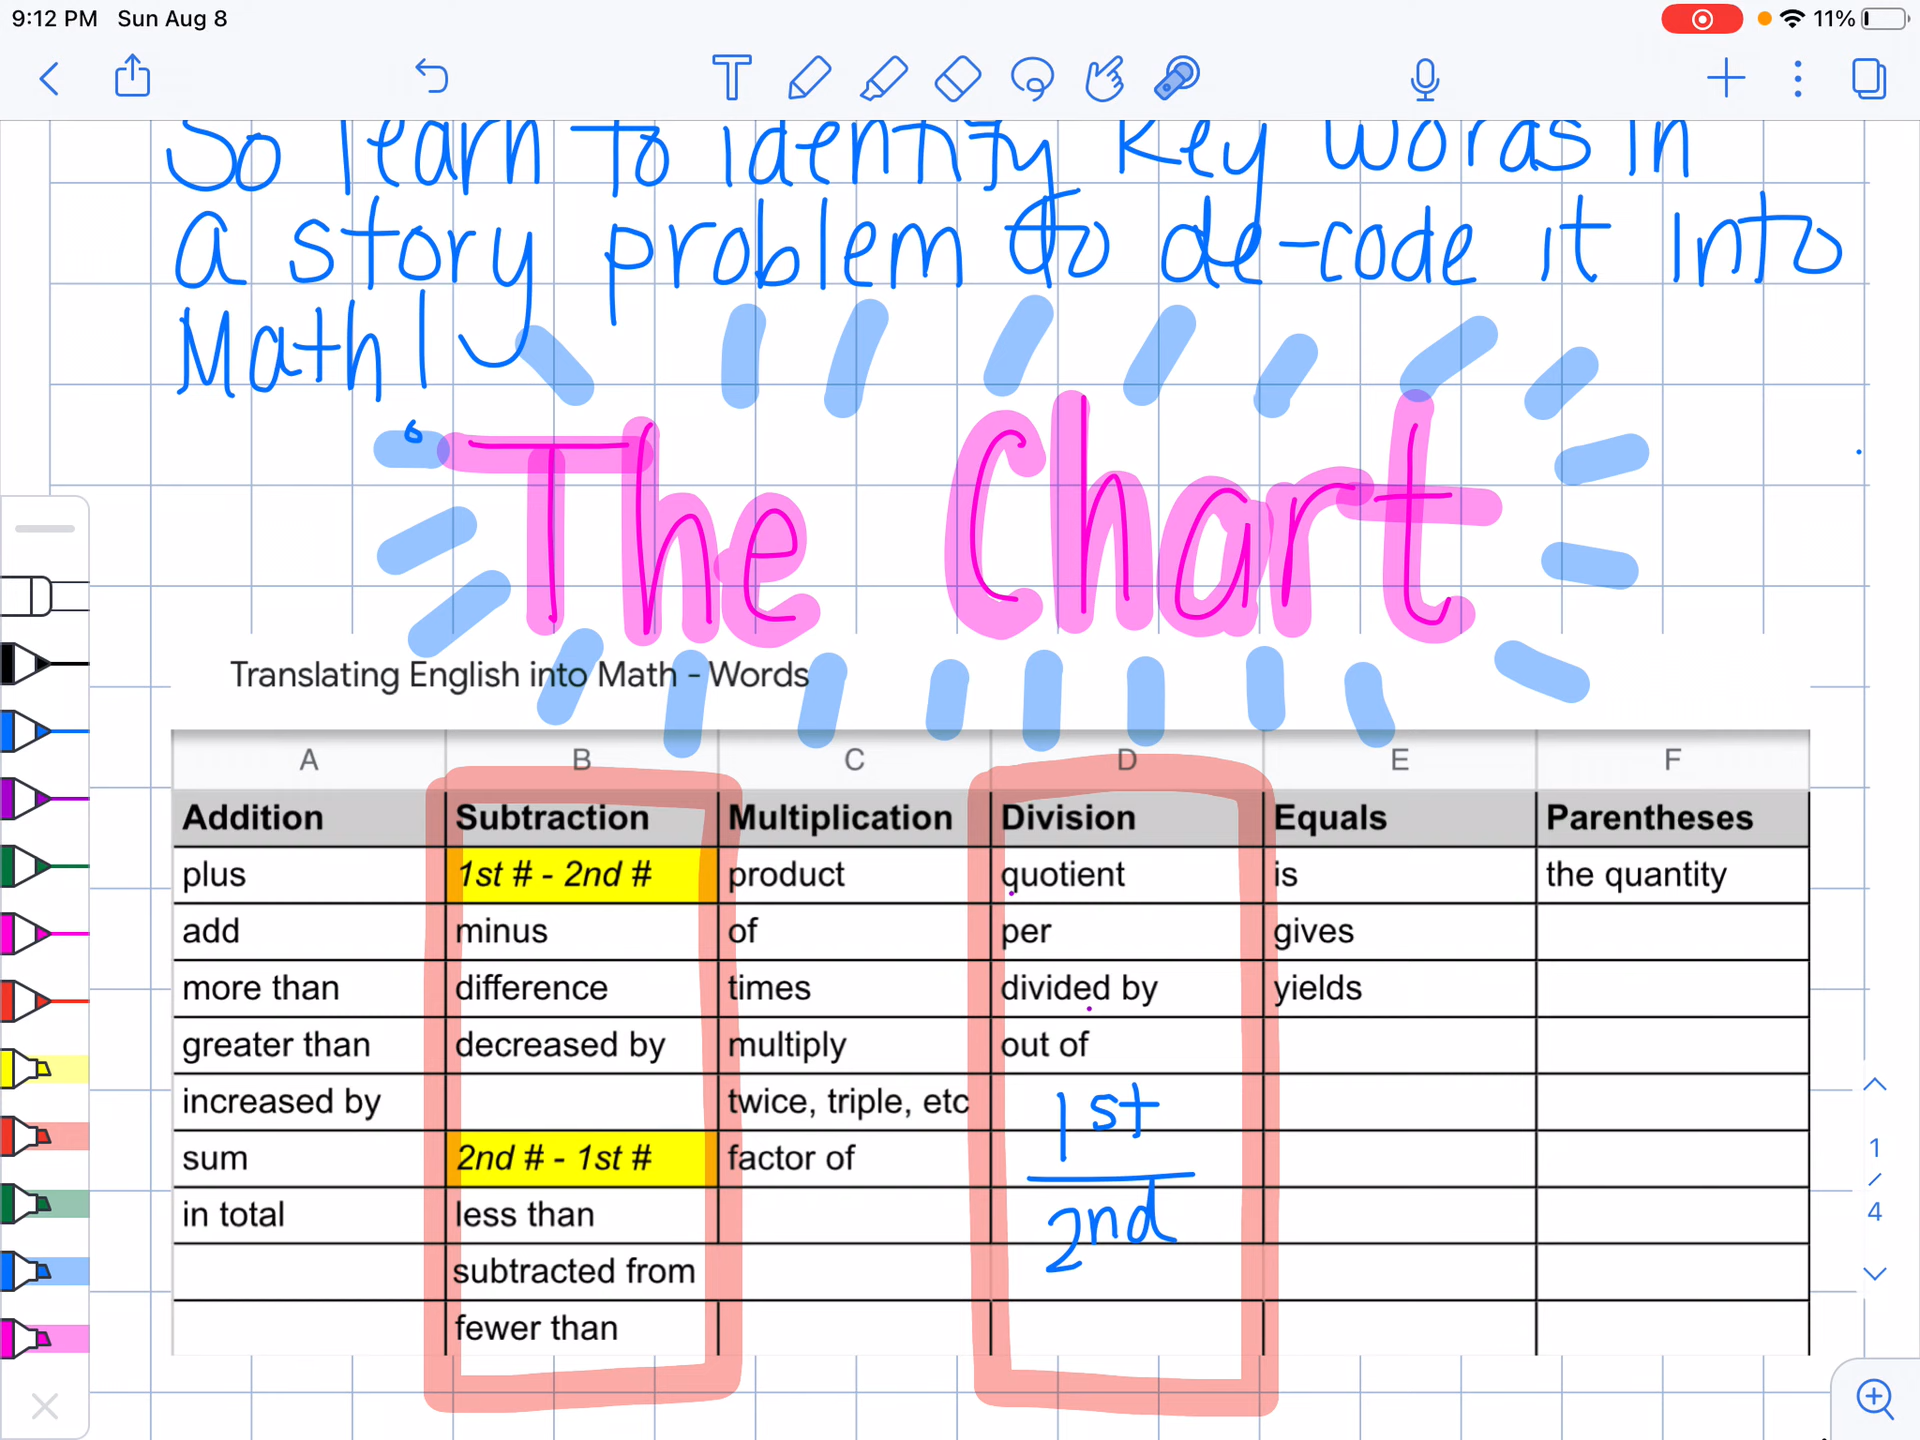 9:12 PM Sun Aug 8 11%
So learn to identify key words in
a story problem to de-code it into
Math!
The Chart
Translating English into Math - Words
A B C D E F
Addition Subtraction Multiplication Division Equals Parentheses
plus 1st # - 2nd # product quotient is the quantity
add minus of per gives
more than difference times divided by yields
greater than decreased by multiply out of
increased by twice, triple, etc 1st
sum 2nd # - 1st # factor of
in total less than 2nd
subtracted from
fewer than
1
/
4